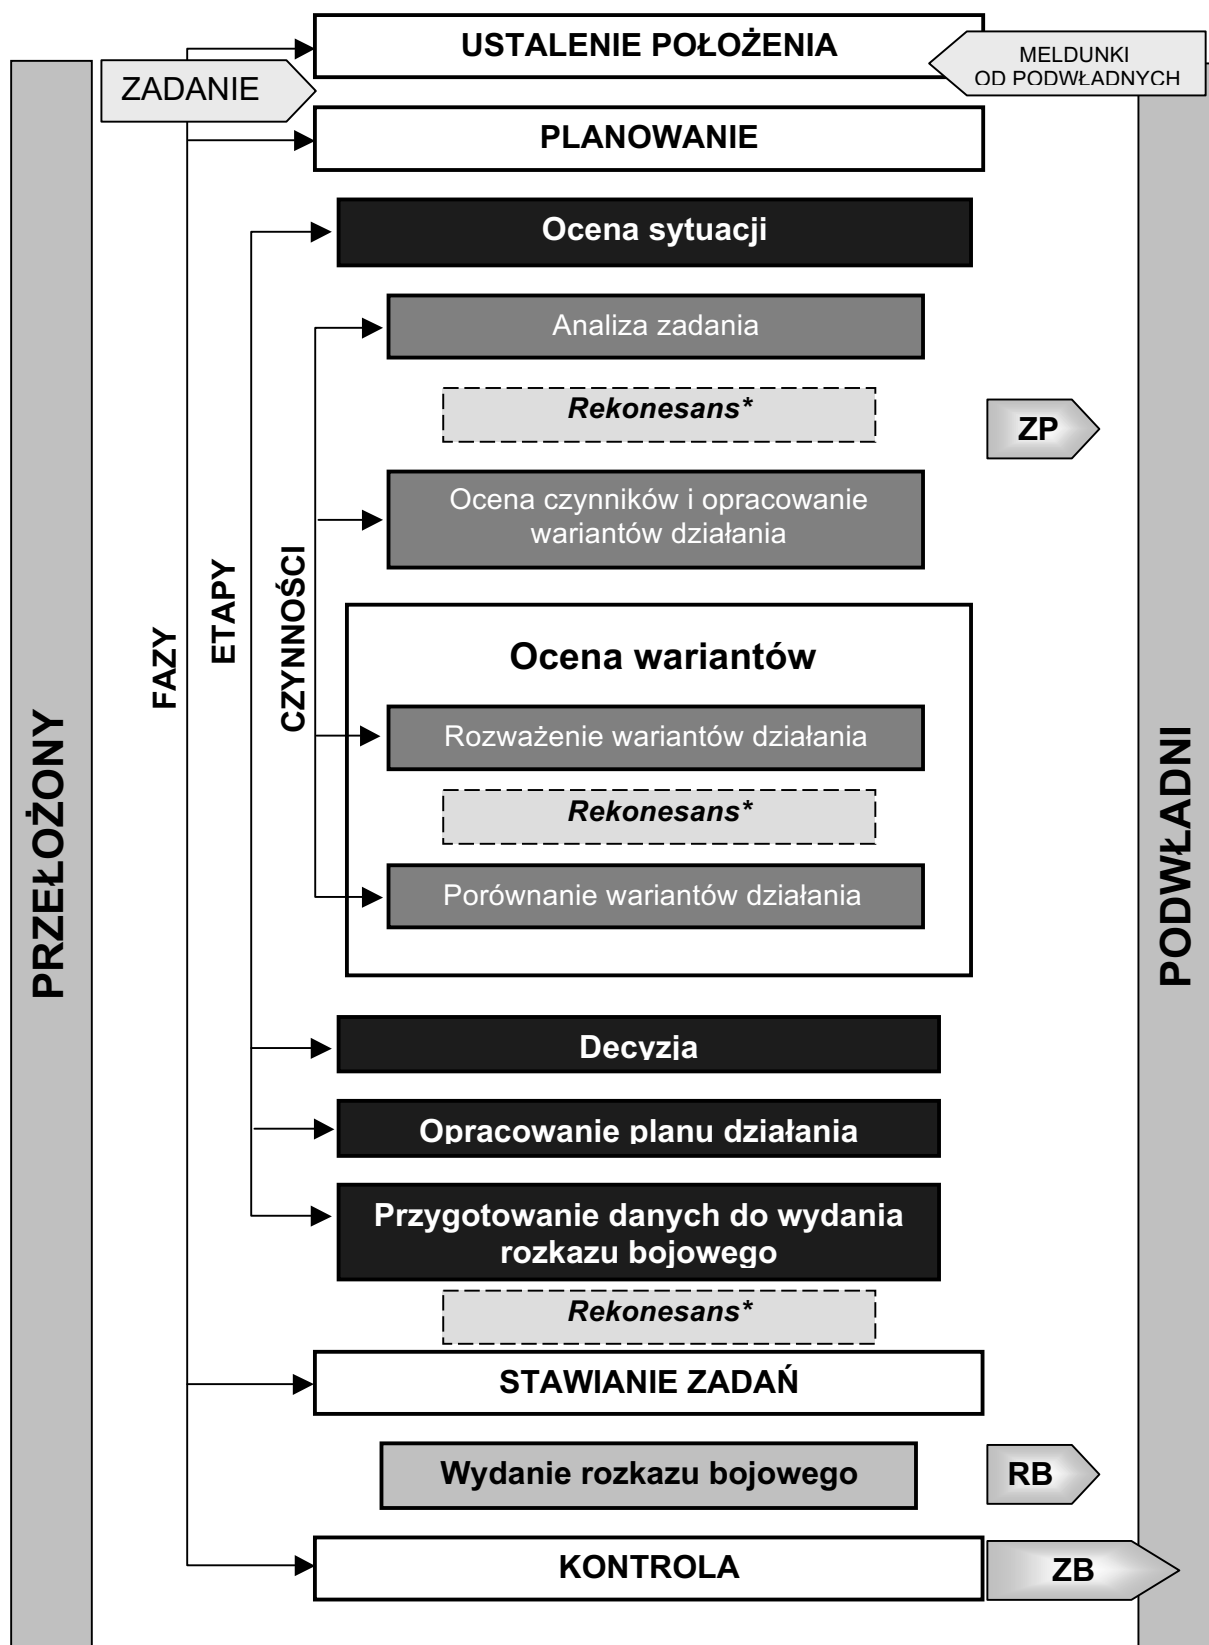 USTALENIE POŁOŻENIA
MELDUNKI
OD PODWŁADNYCH
ZADANIE
PLANOWANIE
Ocena sytuacji
Analiza zadania
Rekonesans*
ZP
Ocena czynników i opracowanie
wariantów działania
FAZY
ETAPY
CZYNNOŚCI
Ocena wariantów
Rozważenie wariantów działania
Rekonesans*
Porównanie wariantów działania
PRZEŁOŻONY
PODWŁADNI
Decyzja
Opracowanie planu działania
Przygotowanie danych do wydania
rozkazu bojowego
Rekonesans*
STAWIANIE ZADAŃ
Wydanie rozkazu bojowego
RB
KONTROLA
ZB